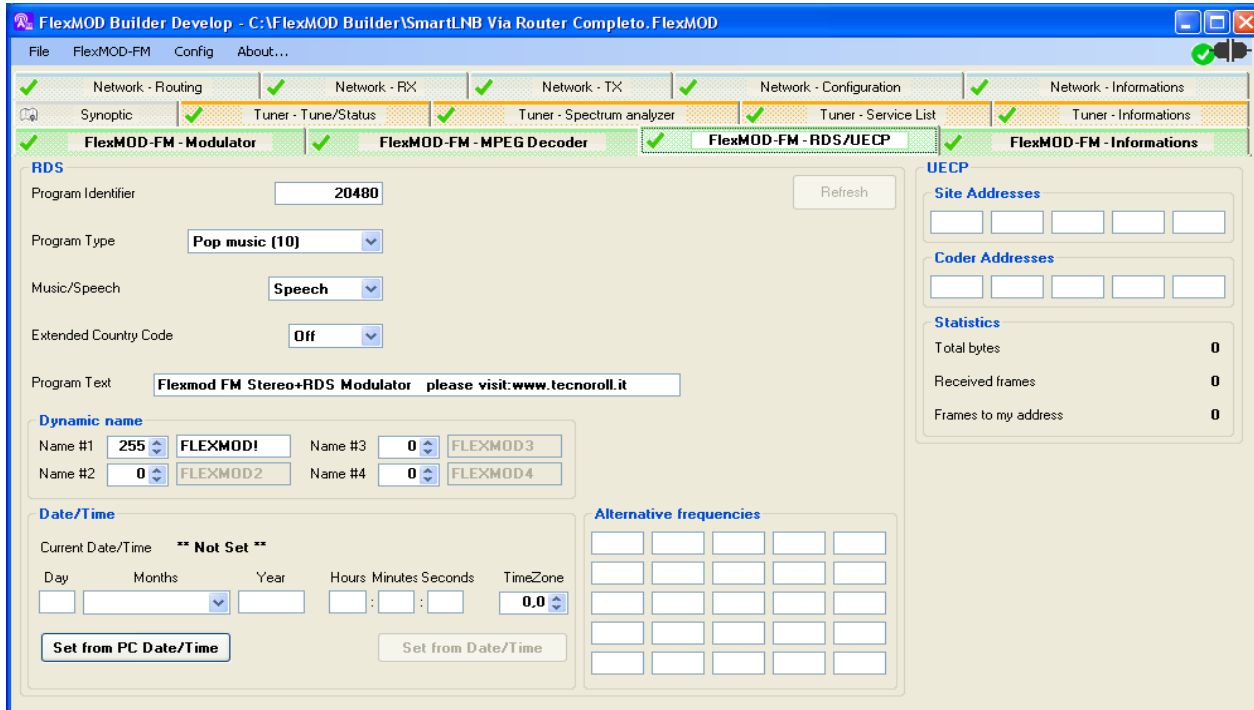 FlexMOD Builder Develop - C:\FlexMOD Builder\SmartLNB Via Router Completo.FlexMOD
File FlexMOD-FM Config About...
Network - Routing Network - RX Network - TX Network - Configuration Network - Informations
Synoptic Tuner - Tune/Status Tuner - Spectrum analyzer Tuner - Service List Tuner - Informations
FlexMOD-FM - Modulator FlexMOD-FM - MPEG Decoder FlexMOD-FM - RDS/UECP FlexMOD-FM - Informations
RDS
Program Identifier 20480 Refresh
Program Type Pop music (10)
Music/Speech Speech
Extended Country Code Off
Program Text Flexmod FM Stereo+RDS Modulator please visit:www.tecnoroll.it
Dynamic name
Name #1 255 FLEXMOD! Name #3 0 FLEXMOD3
Name #2 0 FLEXMOD2 Name #4 0 FLEXMOD4
Date/Time
Current Date/Time ** Not Set **
Day Months Year Hours Minutes Seconds TimeZone
: : 0,0
Set from PC Date/Time Set from Date/Time
Alternative frequencies
UECP
Site Addresses
Coder Addresses
Statistics
Total bytes 0
Received frames 0
Frames to my address 0